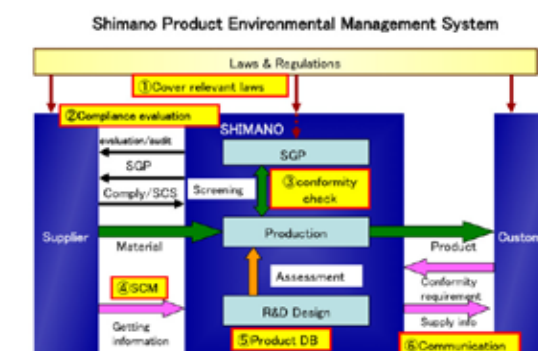 Shimano Product Environmental Management System
Laws & Regulations
①Cover relevant laws
②Compliance evaluation
evaluation/audit
SGP
Comply/SCS
SHIMANO
SGP
Screening
③conformity
check
Supplier
Production
Custom
Material
Product
④SCM
Assessment
Conformity
requirement
R&D Design
Supply info
Getting
information
⑤Product DB
⑥Communication